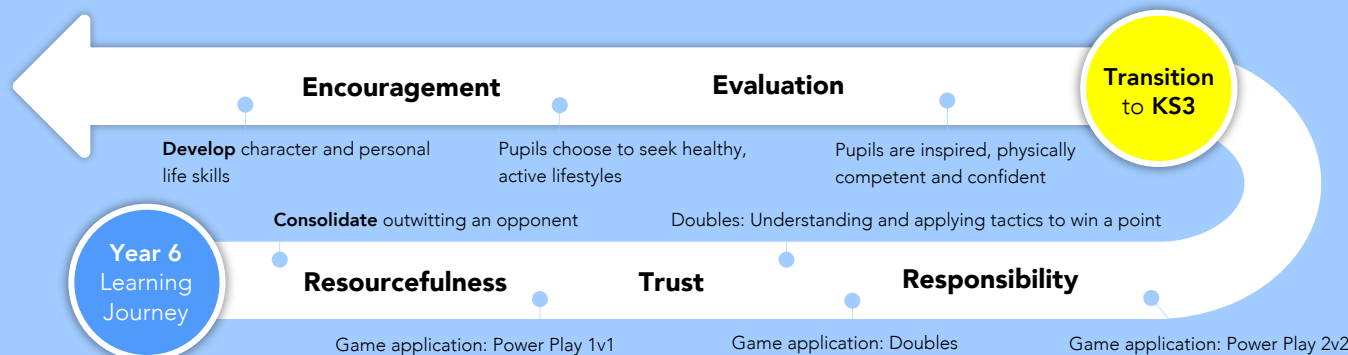 Encouragement
Evaluation
Transition
to KS3
Develop character and personal
life skills
Pupils choose to seek healthy,
active lifestyles
Pupils are inspired, physically
competent and confident
Consolidate outwitting an opponent
Doubles: Understanding and applying tactics to win a point
Year 6
Learning
Journey
Resourcefulness
Trust
Responsibility
Game application: Power Play 1v1
Game application: Doubles
Game application: Power Play 2v2